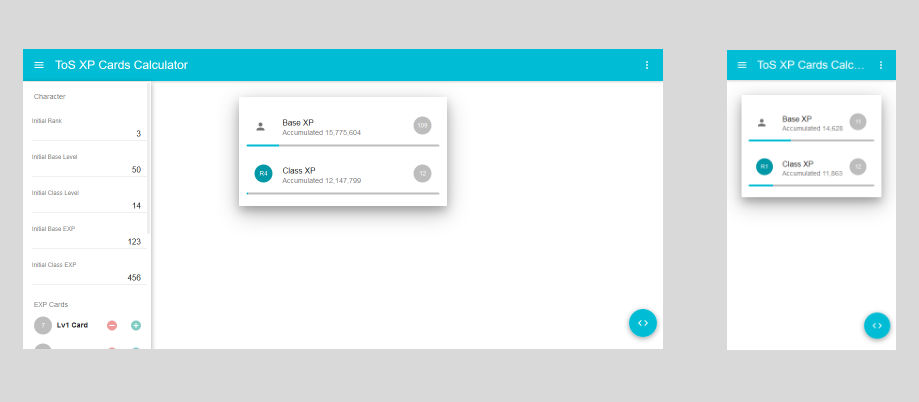 ToS XP Cards Calculator
Character
Initial Rank
3
Initial Base Level
50
Initial Class Level
14
Initial Base EXP
123
Initial Class EXP
456
EXP Cards
Lv1 Card
Base XP
Accumulated 15,775,604
109
R4
Class XP
Accumulated 12,147,799
12
ToS XP Cards Calc...
Base XP
Accumulated 14,628
11
R1
Class XP
Accumulated 11,863
12